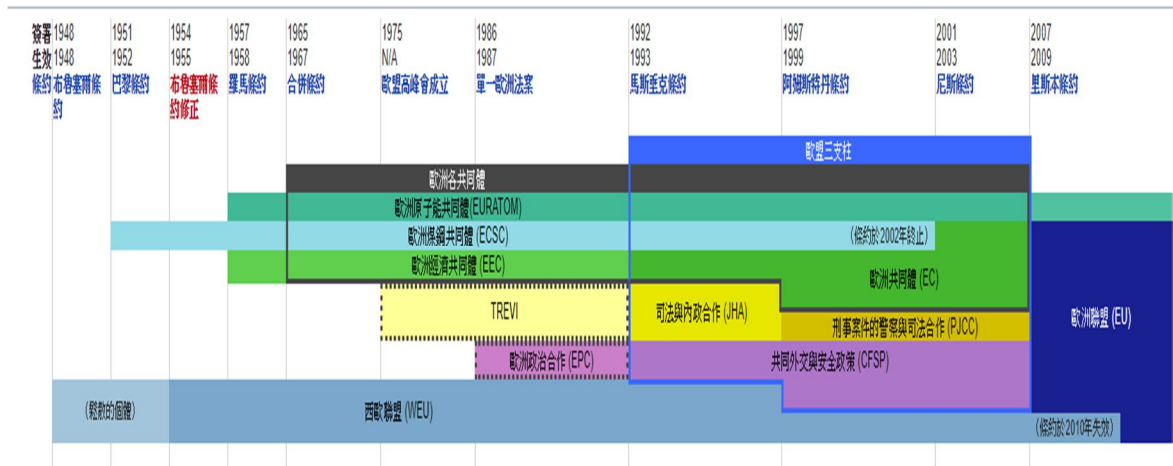 簽署 1948 1951 1954 1957 1965 1975 1986 1992 1997 2001 2007
生效 1948 1952 1955 1958 1967 N/A 1987 1993 1999 2003 2009
條約 布魯塞爾條 巴黎條約 布魯塞爾條 羅馬條約 合併條約 歐盟高峰會成立 單一歐洲法案 馬斯垂克條約 阿姆斯特丹條約 尼斯條約 里斯本條約
約 約修正
歐盟三支柱
歐洲各共同體
歐洲原子能共同體(EURATOM)
歐洲煤鋼共同體 (ECSC) (條約於2002年終止)
歐洲經濟共同體 (EEC) 歐洲共同體 (EC)
TREVI 司法與內政合作 (JHA) 歐洲聯盟 (EU)
刑事案件的警察與司法合作 (PJCC)
歐洲政治合作 (EPC) 共同外交與安全政策 (CFSP)
(鬆散的個體) 西歐聯盟 (WEU)
(條約於2010年失效)